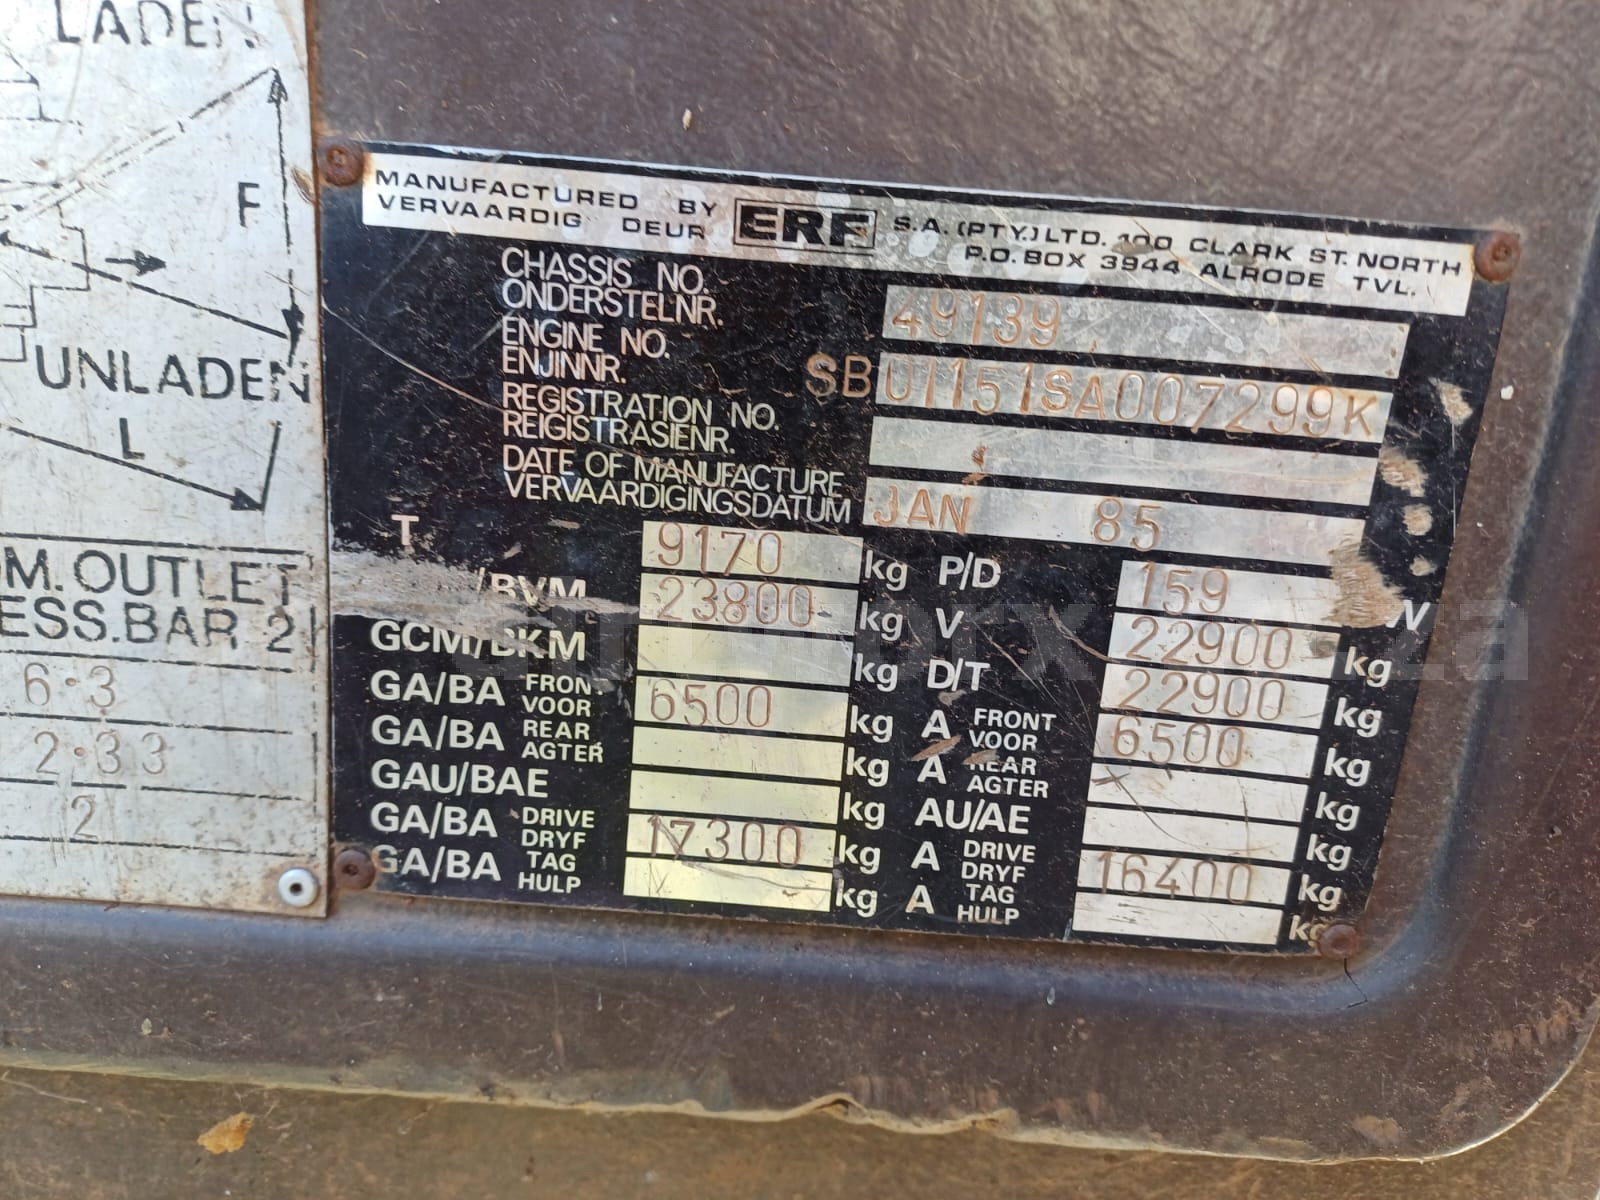 LADEN
F
UNLADEN
L
OM. OUTLET
ESS. BAR 2
6.3
2.33
2
MANUFACTURED BY
VERVAARDIG DEUR
ERF
S.A. (PTY.) LTD. 100 CLARK ST. NORTH
P.O. BOX 3944 ALRODE TVL.
CHASSIS NO.
ONDERSTELNR. 49139
ENGINE NO.
ENJINNR. SBUT151SA007299K
REGISTRATION NO.
REIGISTRASIENR.
DATE OF MANUFACTURE
VERVAARDIGINGSDATUM JAN 85
T 9170 kg P/D 159 W
/BVM 23800 kg V 22900 kg
GCM/BKM kg D/T 22900 kg
GA/BA FRONT VOOR 6500 kg A FRONT VOOR 6500 kg
GA/BA REAR AGTER kg A REAR AGTER kg
GAU/BAE kg AU/AE kg
GA/BA DRIVE DRYF 17300 kg A DRIVE DRYF 16400 kg
GA/BA TAG HULP kg A TAG HULP kg